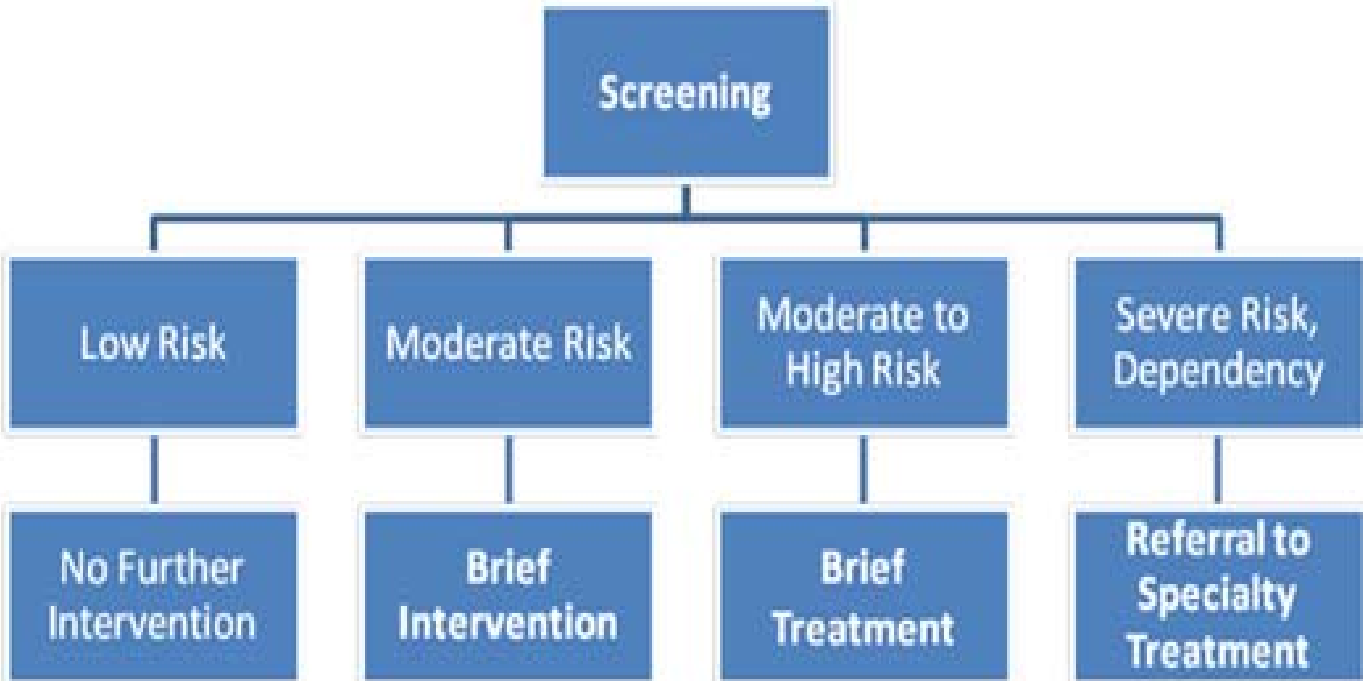 Screening
Low Risk
Moderate Risk
Moderate to
High Risk
Severe Risk,
Dependency
No Further
Intervention
Brief
Intervention
Brief
Treatment
Referral to
Specialty
Treatment